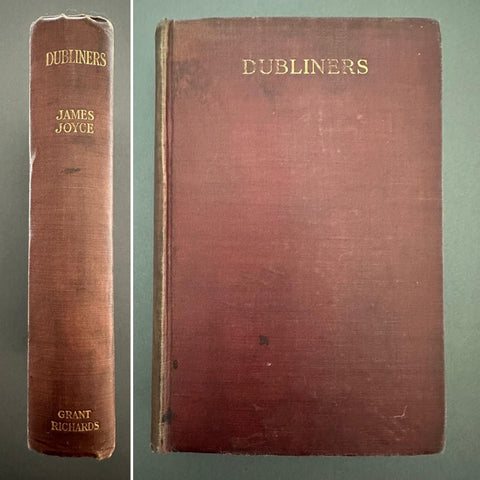 DUBLINERS
JAMES
JOYCE
GRANT
RICHARDS
DUBLINERS